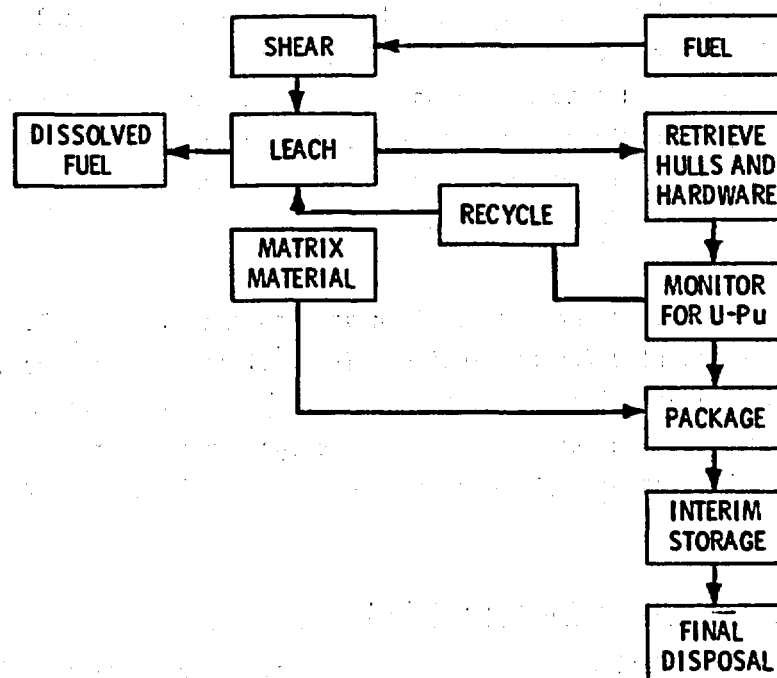 SHEAR
FUEL
DISSOLVED
FUEL
LEACH
RETRIEVE
HULLS AND
HARDWARE
RECYCLE
MATRIX
MATERIAL
MONITOR
FOR U-Pu
PACKAGE
INTERIM
STORAGE
FINAL
DISPOSAL